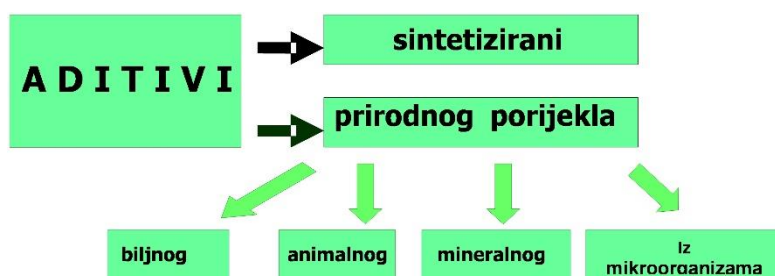 A D I T I V I
sintetizirani
prirodnog porijekla
biljnog
animalnog
mineralnog
Iz
mikroorganizama